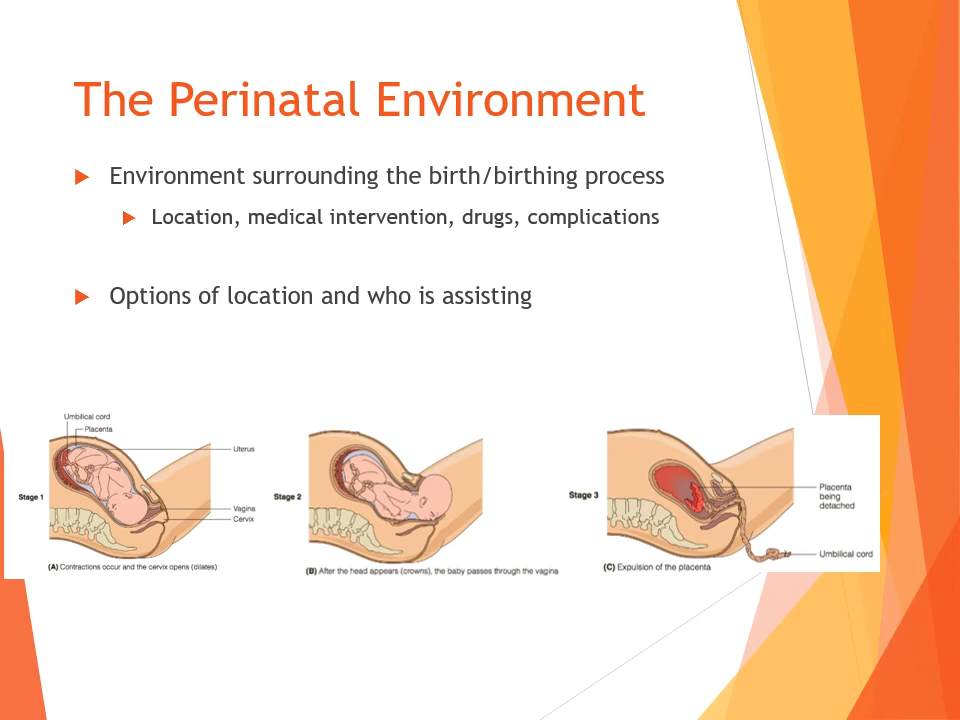 The Perinatal Environment
Environment surrounding the birth/birthing process
Location, medical intervention, drugs, complications
Options of location and who is assisting
Umbilical cord
Placenta
Uterus
Stage 1
Vagina
Cervix
(A) Contractions occur and the cervix opens (dilates)
Stage 2
(B) After the head appears (crowns), the baby passes through the vagina
Stage 3
Placenta
being
detached
Umbilical cord
(C) Expulsion of the placenta